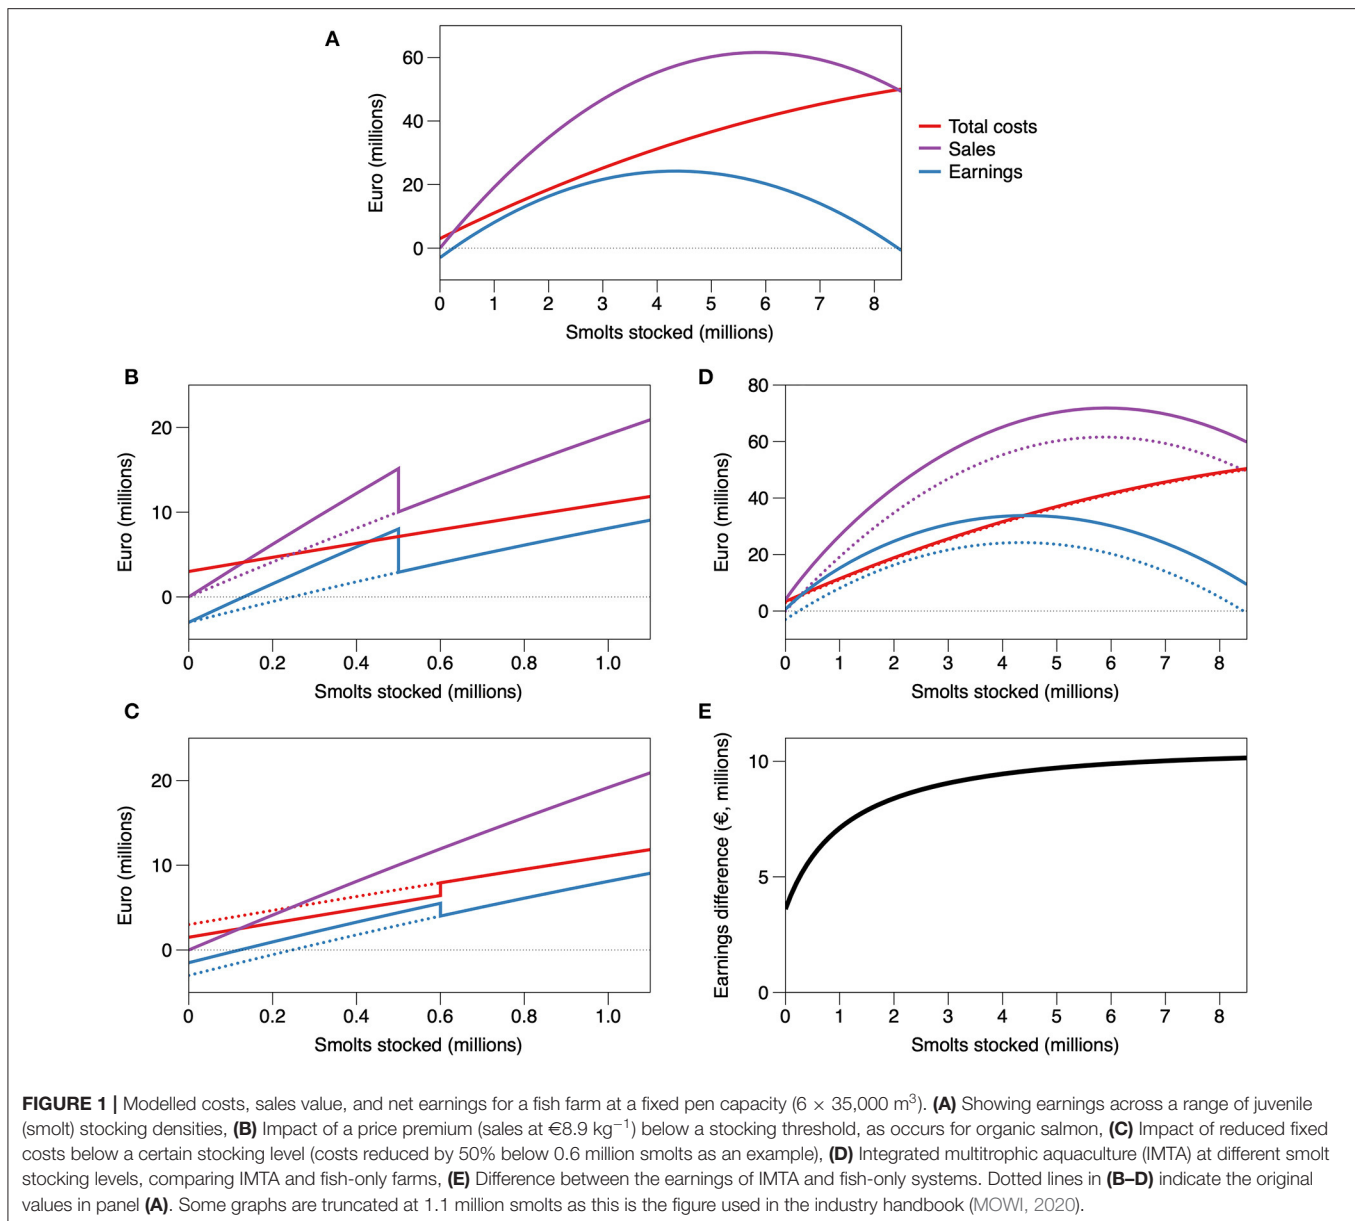 A
Euro (millions)
60
40
20
0
0 1 2 3 4 5 6 7 8
Smolts stocked (millions)
Total costs
Sales
Earnings
B
Euro (millions)
20
10
0
0 0.2 0.4 0.6 0.8 1.0
Smolts stocked (millions)
D
Euro (millions)
80
60
40
20
0
0 1 2 3 4 5 6 7 8
Smolts stocked (millions)
C
Euro (millions)
20
10
0
0 0.2 0.4 0.6 0.8 1.0
Smolts stocked (millions)
E
Earnings difference (€, millions)
10
5
0
0 1 2 3 4 5 6 7 8
Smolts stocked (millions)
FIGURE 1 | Modelled costs, sales value, and net earnings for a fish farm at a fixed pen capacity (6 × 35,000 m³). (A) Showing earnings across a range of juvenile
(smolt) stocking densities, (B) Impact of a price premium (sales at €8.9 kg⁻¹) below a stocking threshold, as occurs for organic salmon, (C) Impact of reduced fixed
costs below a certain stocking level (costs reduced by 50% below 0.6 million smolts as an example), (D) Integrated multitrophic aquaculture (IMTA) at different smolt
stocking levels, comparing IMTA and fish-only farms, (E) Difference between the earnings of IMTA and fish-only systems. Dotted lines in (B–D) indicate the original
values in panel (A). Some graphs are truncated at 1.1 million smolts as this is the figure used in the industry handbook (MOWI, 2020).